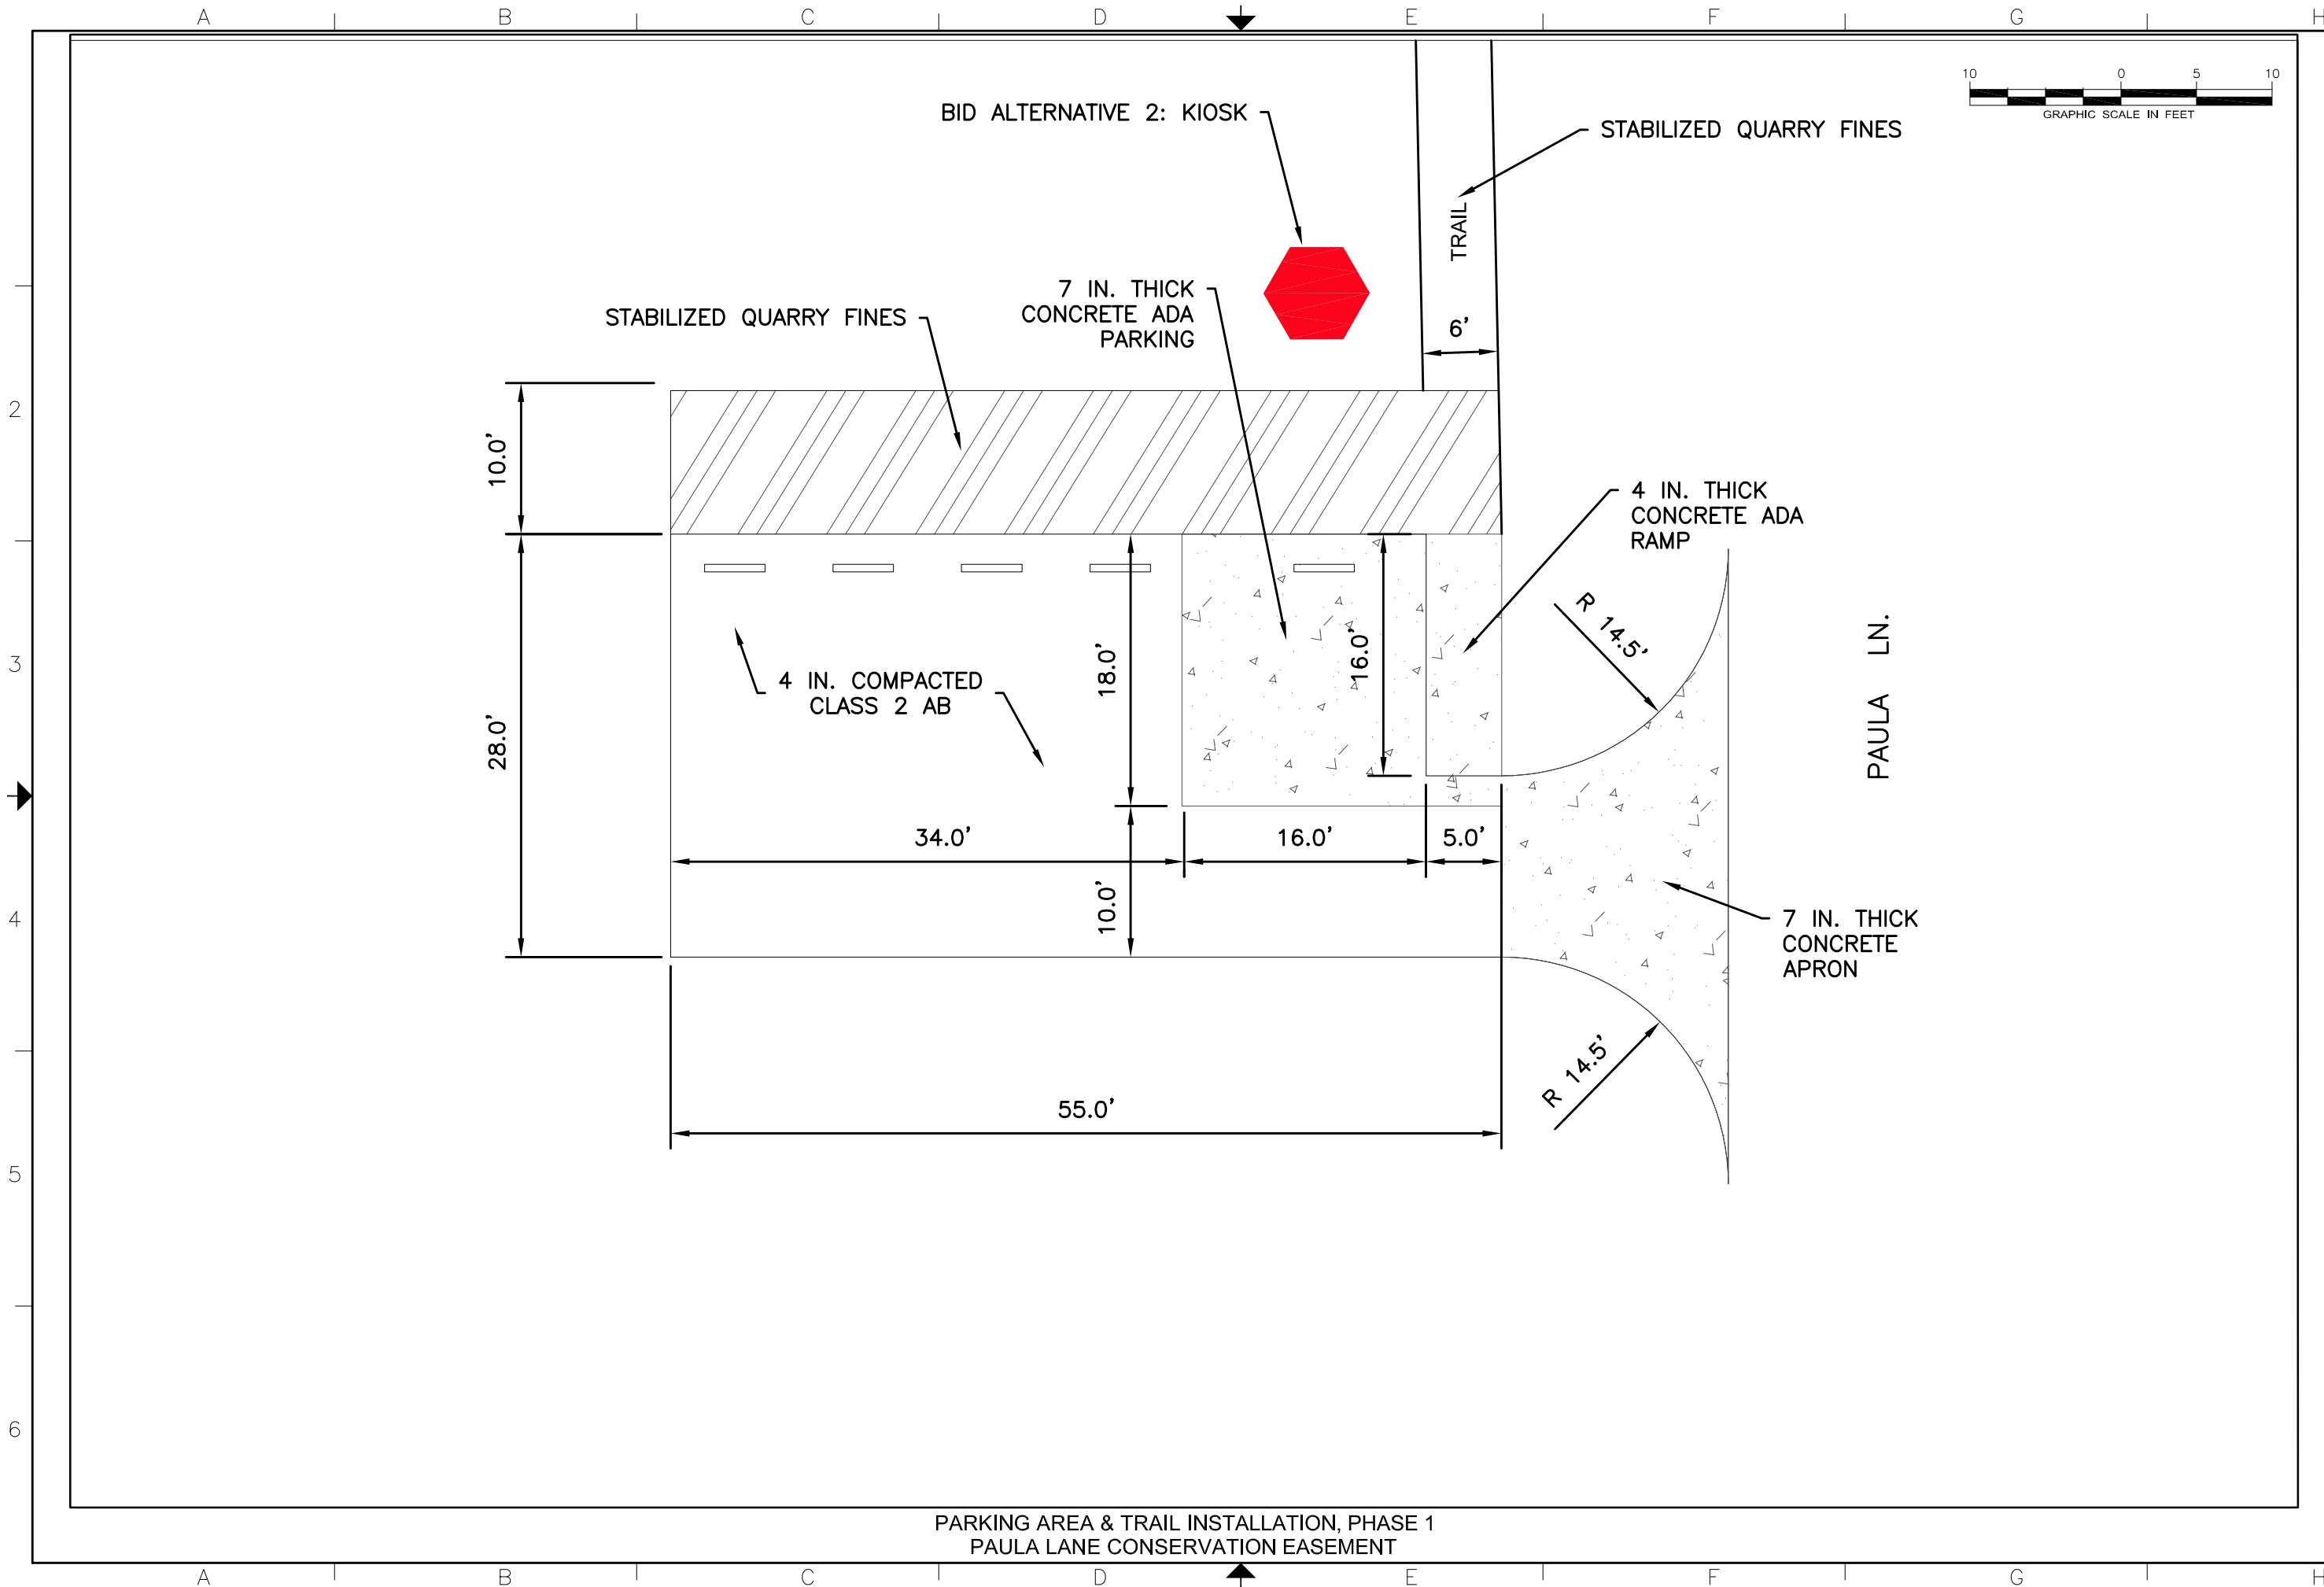 A B C D E F G H
10 0 5 10
GRAPHIC SCALE IN FEET
BID ALTERNATIVE 2: KIOSK
STABILIZED QUARRY FINES
TRAIL
7 IN. THICK
CONCRETE ADA
PARKING
STABILIZED QUARRY FINES
6'
2
10.0'
4 IN. THICK
CONCRETE ADA
RAMP
R 14.5'
3
18.0'
16.0'
PAULA LN.
4 IN. COMPACTED
CLASS 2 AB
28.0'
34.0'
16.0'
5.0'
10.0'
4
7 IN. THICK
CONCRETE
APRON
R 14.5'
55.0'
5
6
PARKING AREA & TRAIL INSTALLATION, PHASE 1
PAULA LANE CONSERVATION EASEMENT
A B C D E F G H